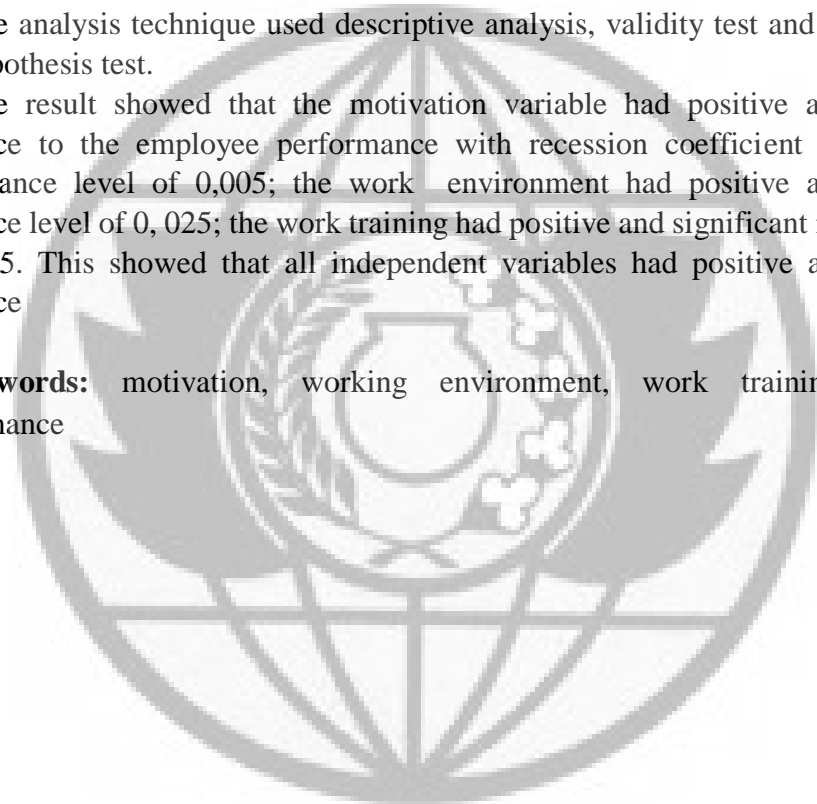 e analysis technique used descriptive analysis, validity test and
pothesis test.
e result showed that the motivation variable had positive a
ce to the employee performance with recession coefficient
ance level of 0,005; the work environment had positive a
ce level of 0, 025; the work training had positive and significant
5. This showed that all independent variables had positive a
ce
words: motivation, working environment, work trainin
nance